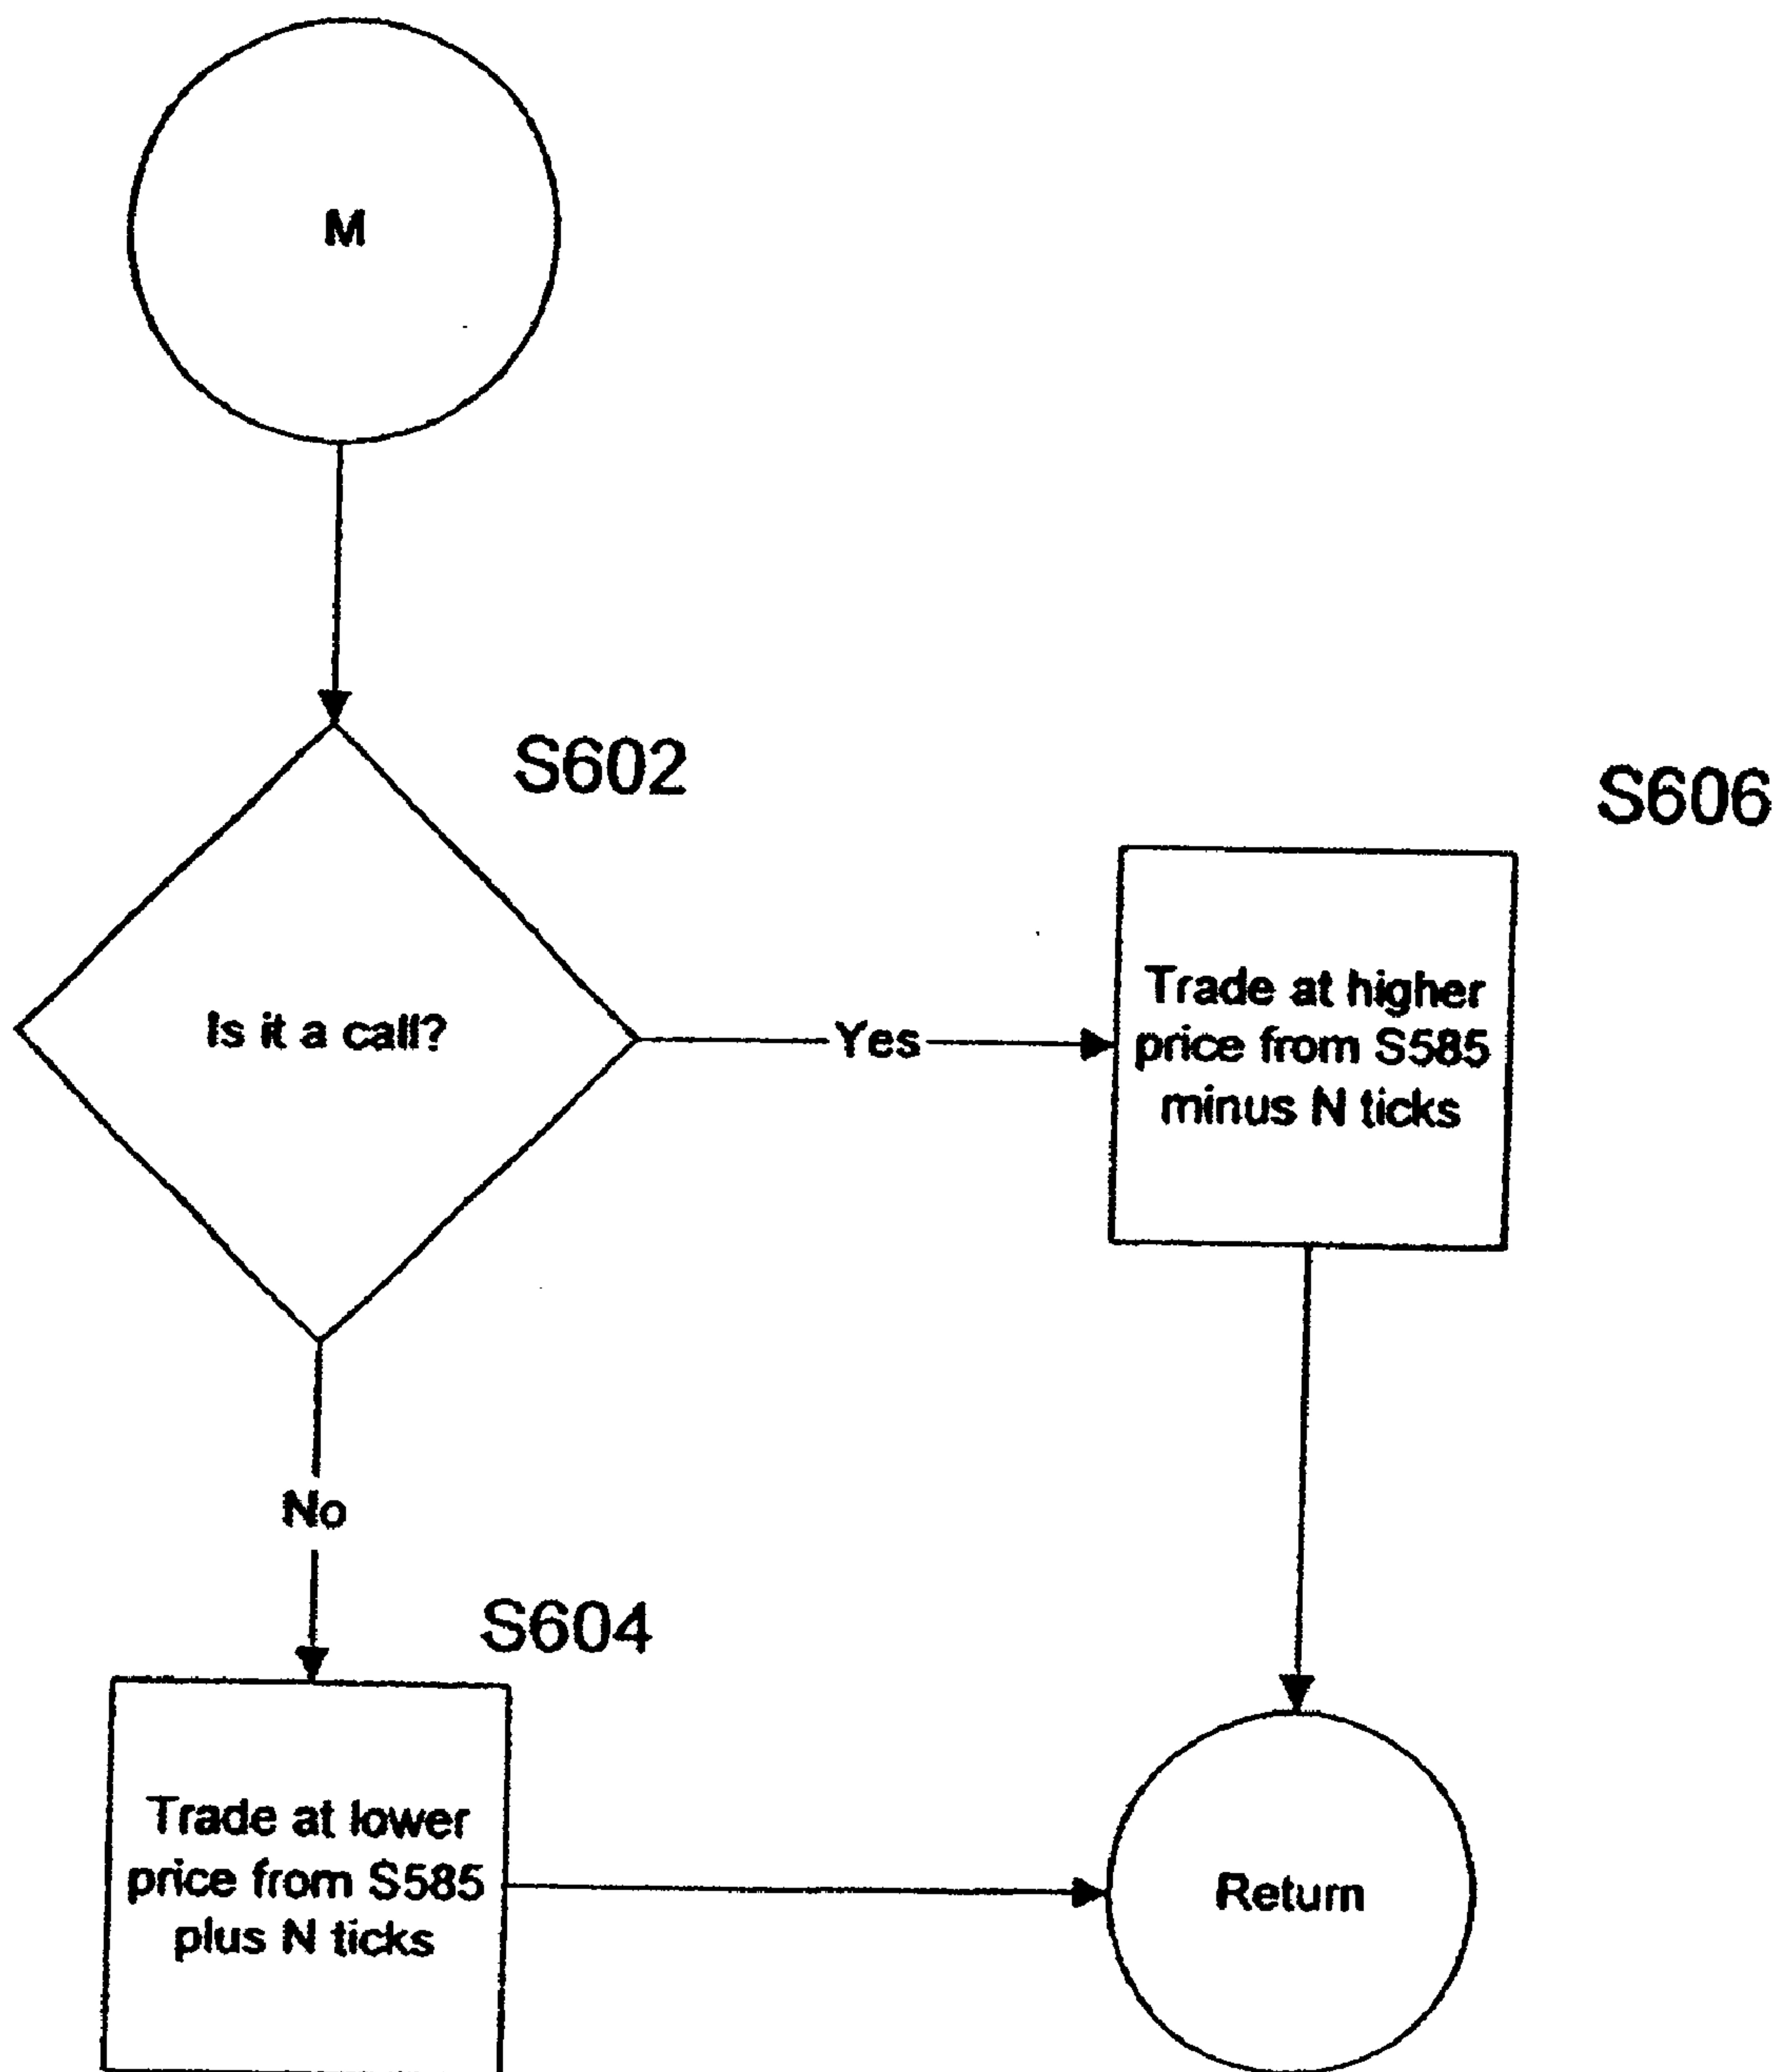 M
S602
S606
Is it a call?
Yes
Trade at higher
price from S585
minus N ticks
No
S604
Trade at lower
price from S585
plus N ticks
Return